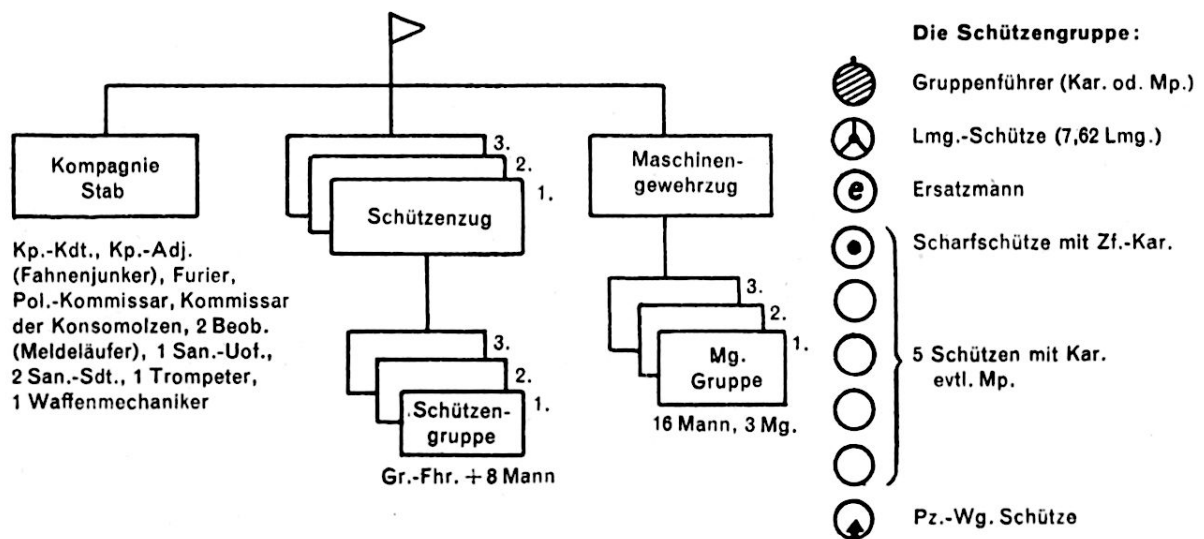 Kompagnie
Stab
Kp.-Kdt., Kp.-Adj.
(Fahnenjunker), Furier,
Pol.-Kommissar, Kommissar
der Konsomolzen, 2 Beob.
(Meldeläufer), 1 San.-Uof.,
2 San.-Sdt., 1 Trompeter,
1 Waffenmechaniker
3.
2.
1.
Schützenzug
3.
2.
1.
Schützen-
gruppe
Gr.-Fhr. + 8 Mann
Maschinen-
gewehrzug
3.
2.
1.
Mg.
Gruppe
16 Mann, 3 Mg.
Die Schützengruppe:
Gruppenführer (Kar. od. Mp.)
Lmg.-Schütze (7,62 Lmg.)
e
Ersatzmann
Scharfschütze mit Zf.-Kar.
5 Schützen mit Kar.
evtl. Mp.
Pz.-Wg. Schütze